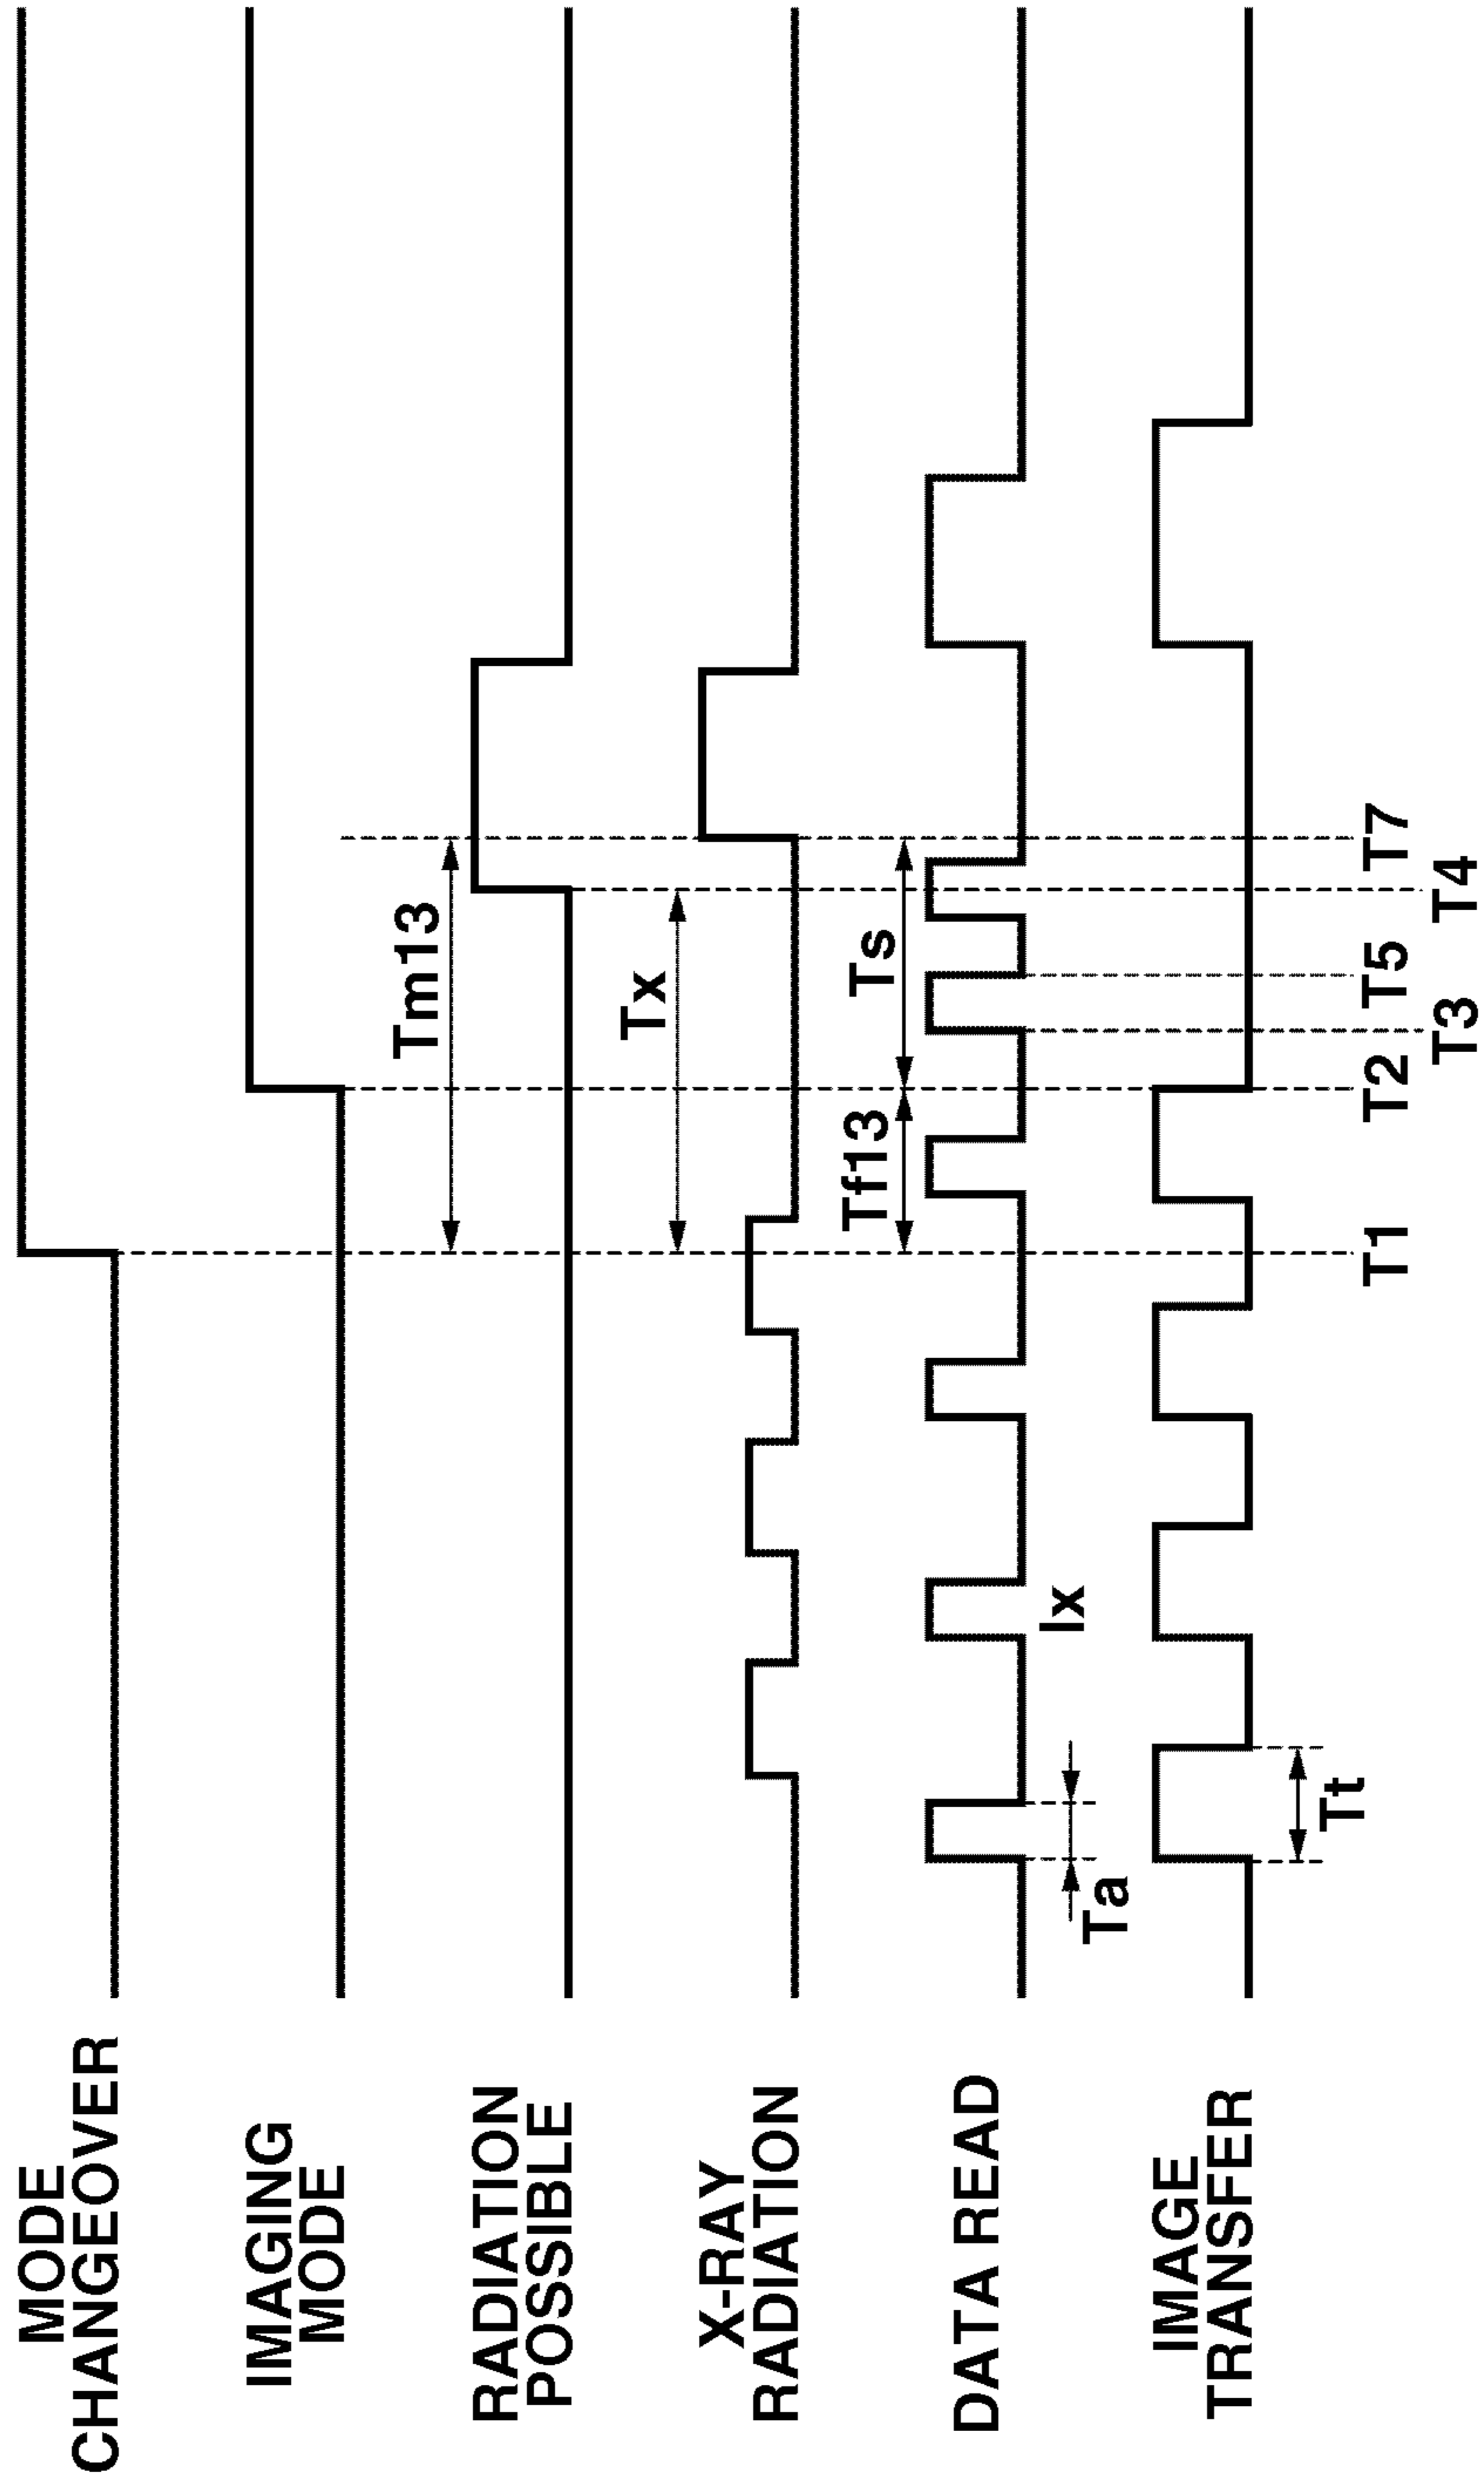 MODE
CHANGEOVER
IMAGING
MODE
RADIATION
POSSIBLE
Tm13
X-RAY
RADIATION
Tx
DATA READ
Tf13
Ts
Ta
Ix
IMAGE
TRANSFER
Tt
T1
T2
T5
T7
T3
T4